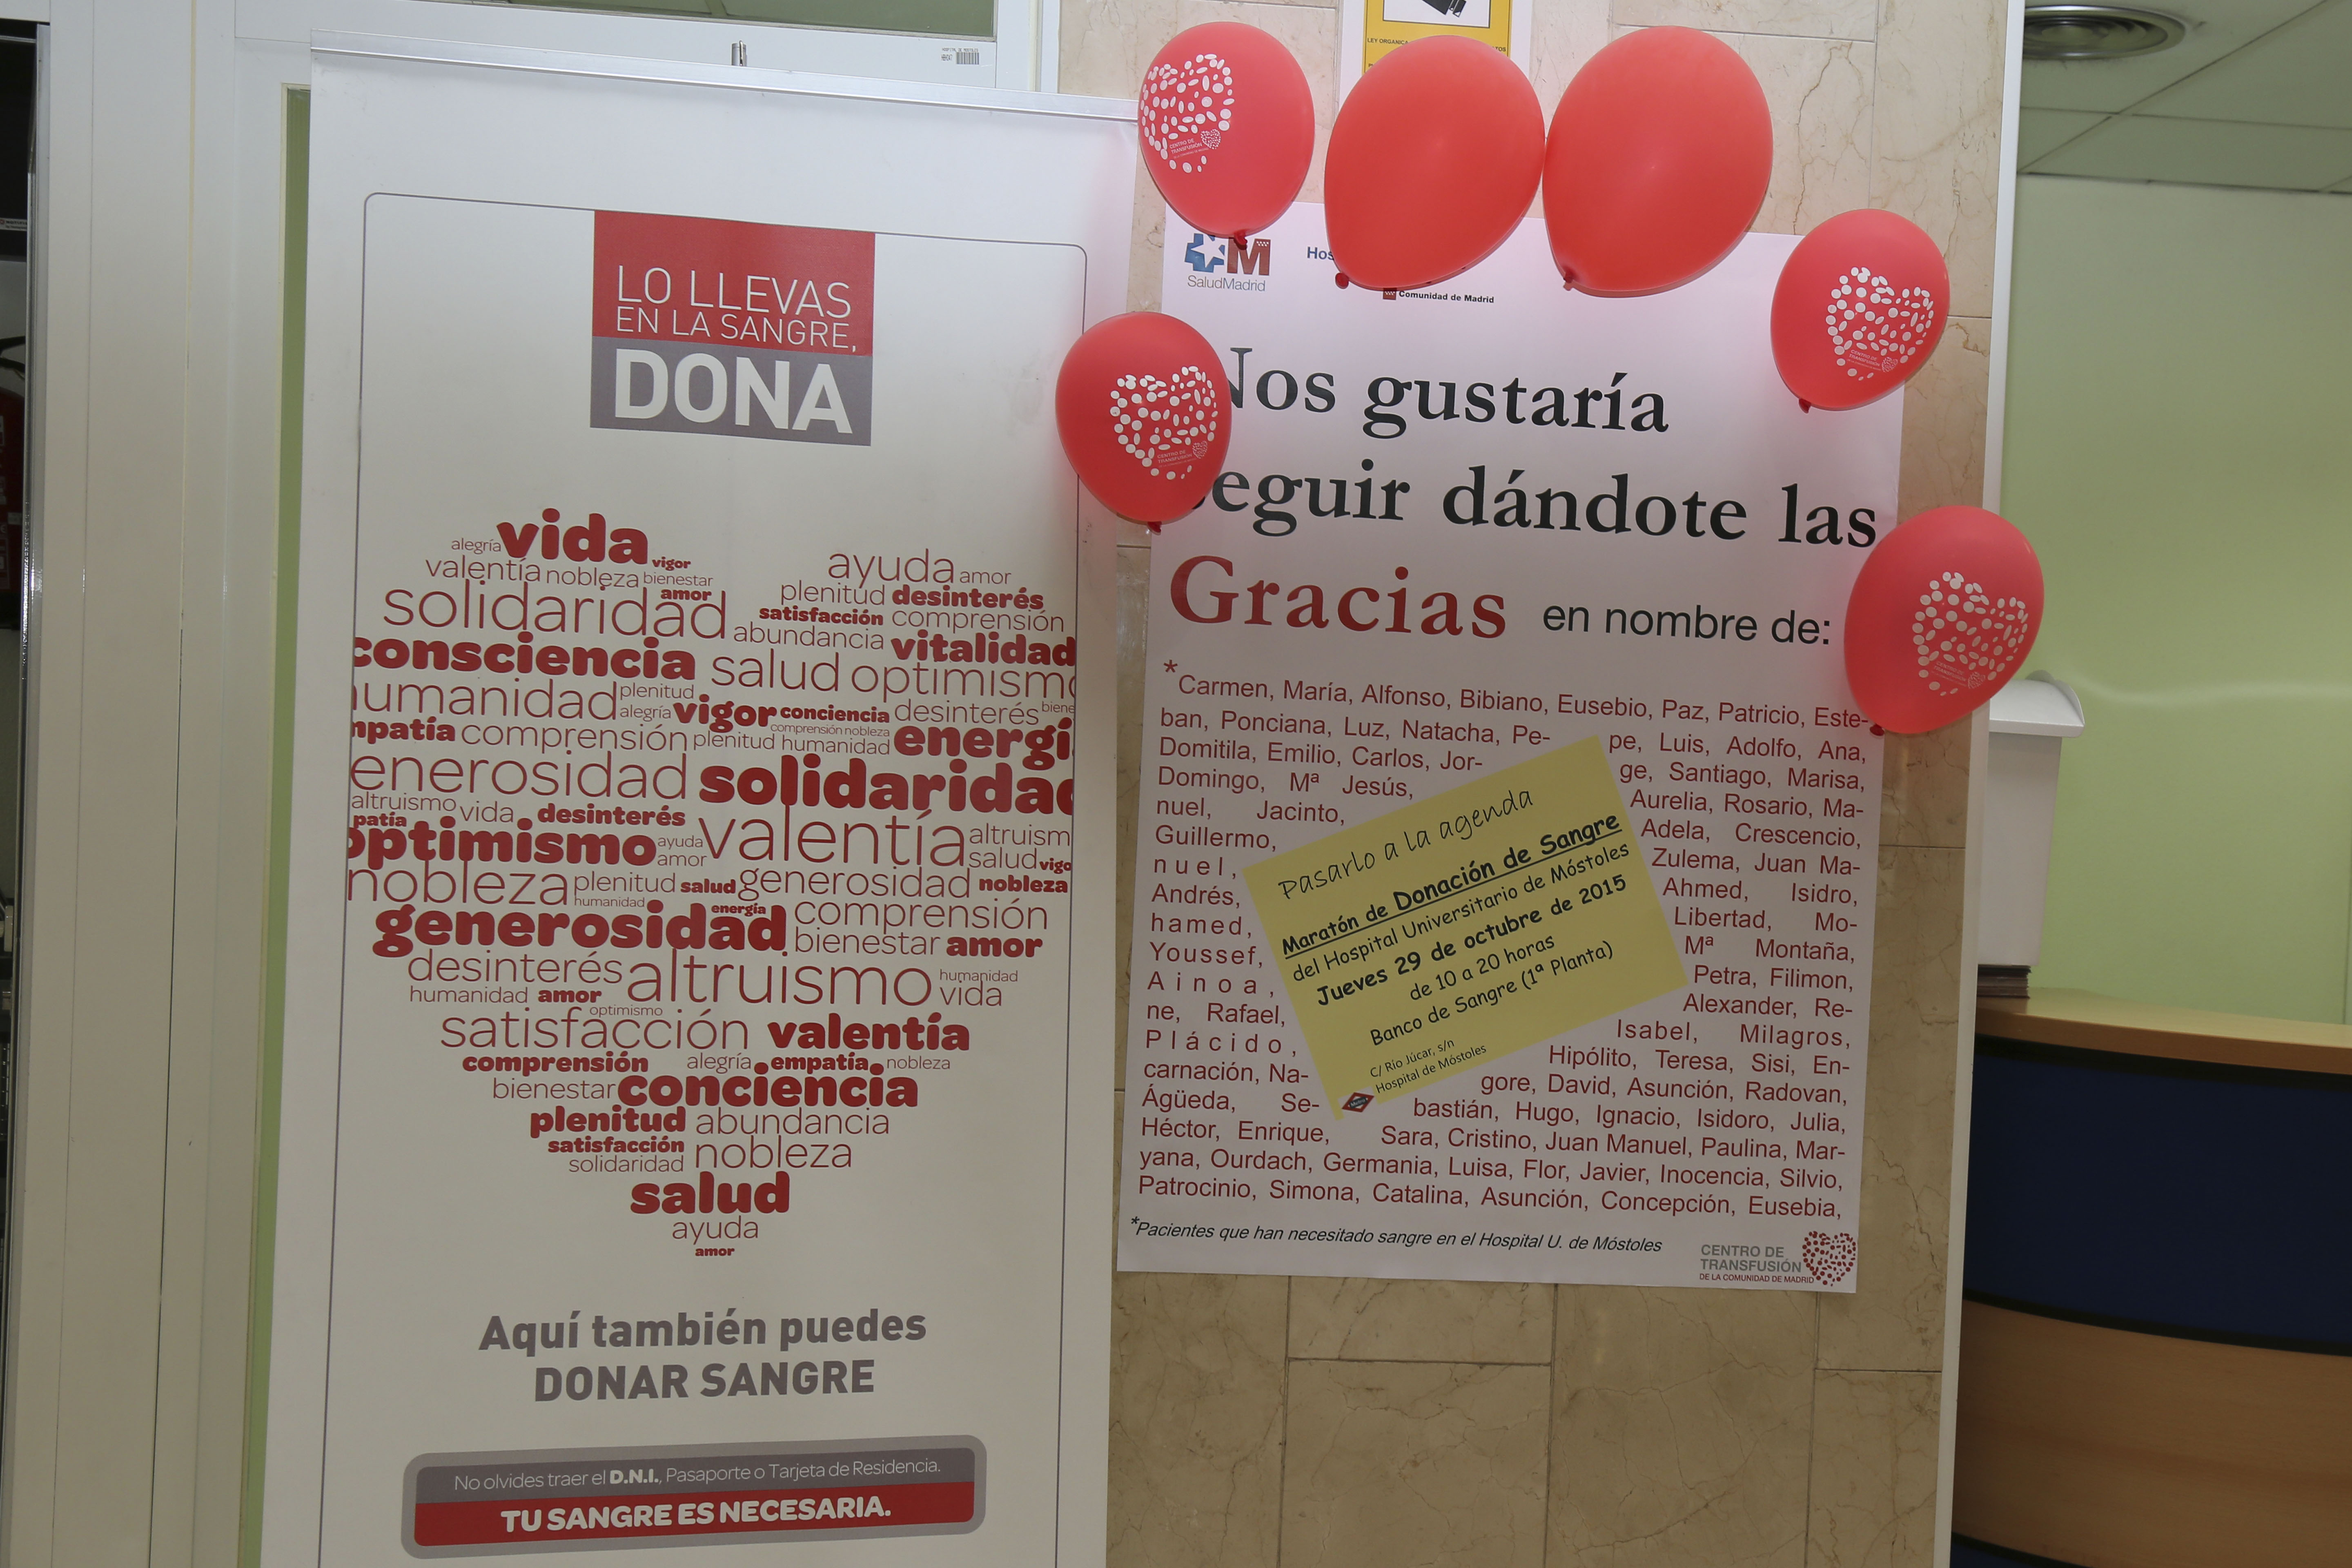 LO LLEVAS
EN LA SANGRE,
DONA
vida
alegría
vigor
valentía nobleza bienestar
amor
solidaridad
ayuda amor
plenitud desinterés
satisfacción comprensión
abundancia vitalidad
consciencia salud optimismo
humanidad plenitud
alegría vigor conciencia desinterés
comprensión nobleza
empatía comprensión plenitud humanidad energí
enerosidad solidaridad
altruismo vida desinterés
patía
optimismo ayuda valentía altruism
amor salud vigo
nobleza plenitud salud generosidad nobleza
humanidad
generosidad energía comprensión
bienestar amor
desinterés altruismo humanidad
humanidad amor vida
optimismo
satisfacción valentía
comprensión alegría empatía nobleza
bienestar conciencia
plenitud abundancia
satisfacción nobleza
solidaridad
salud
ayuda
amor
Aquí también puedes
DONAR SANGRE
No olvides traer el D.N.I., Pasaporte o Tarjeta de Residencia.
TU SANGRE ES NECESARIA.
LEY ORGANICA
M
SaludMadrid
Comunidad de Madrid
CENTRO DE
TRANSFUSIÓN
Nos gustaría
seguir dándote las
Gracias en nombre de:
*Carmen, María, Alfonso, Bibiano, Eusebio, Paz, Patricio, Este-
ban, Ponciana, Luz, Natacha, Pe- pe, Luis, Adolfo, Ana,
Domitila, Emilio, Carlos, Jor- ge, Santiago, Marisa,
Domingo, Mª Jesús, Aurelia, Rosario, Ma-
nuel, Jacinto, Adela, Crescencio,
Guillermo, Zulema, Juan Ma-
nuel, Ahmed, Isidro,
Andrés, Libertad, Mo-
hamed, Mª Montaña,
Youssef, Petra, Filimon,
Ainoa, Alexander, Re-
ne, Rafael, Isabel, Milagros,
Plácido, Hipólito, Teresa, Sisi, En-
carnación, Na- gore, David, Asunción, Radovan,
Águeda, Se- bastián, Hugo, Ignacio, Isidoro, Julia,
Héctor, Enrique, Sara, Cristino, Juan Manuel, Paulina, Mar-
yana, Ourdach, Germania, Luisa, Flor, Javier, Inocencia, Silvio,
Patrocinio, Simona, Catalina, Asunción, Concepción, Eusebia,
Pasarlo a la agenda
Maratón de Donación de Sangre
del Hospital Universitario de Móstoles
Jueves 29 de octubre de 2015
de 10 a 20 horas
Banco de Sangre (1ª Planta)
C/ Río Júcar, s/n
Hospital de Móstoles
*Pacientes que han necesitado sangre en el Hospital U. de Móstoles
CENTRO DE
TRANSFUSIÓN
DE LA COMUNIDAD DE MADRID